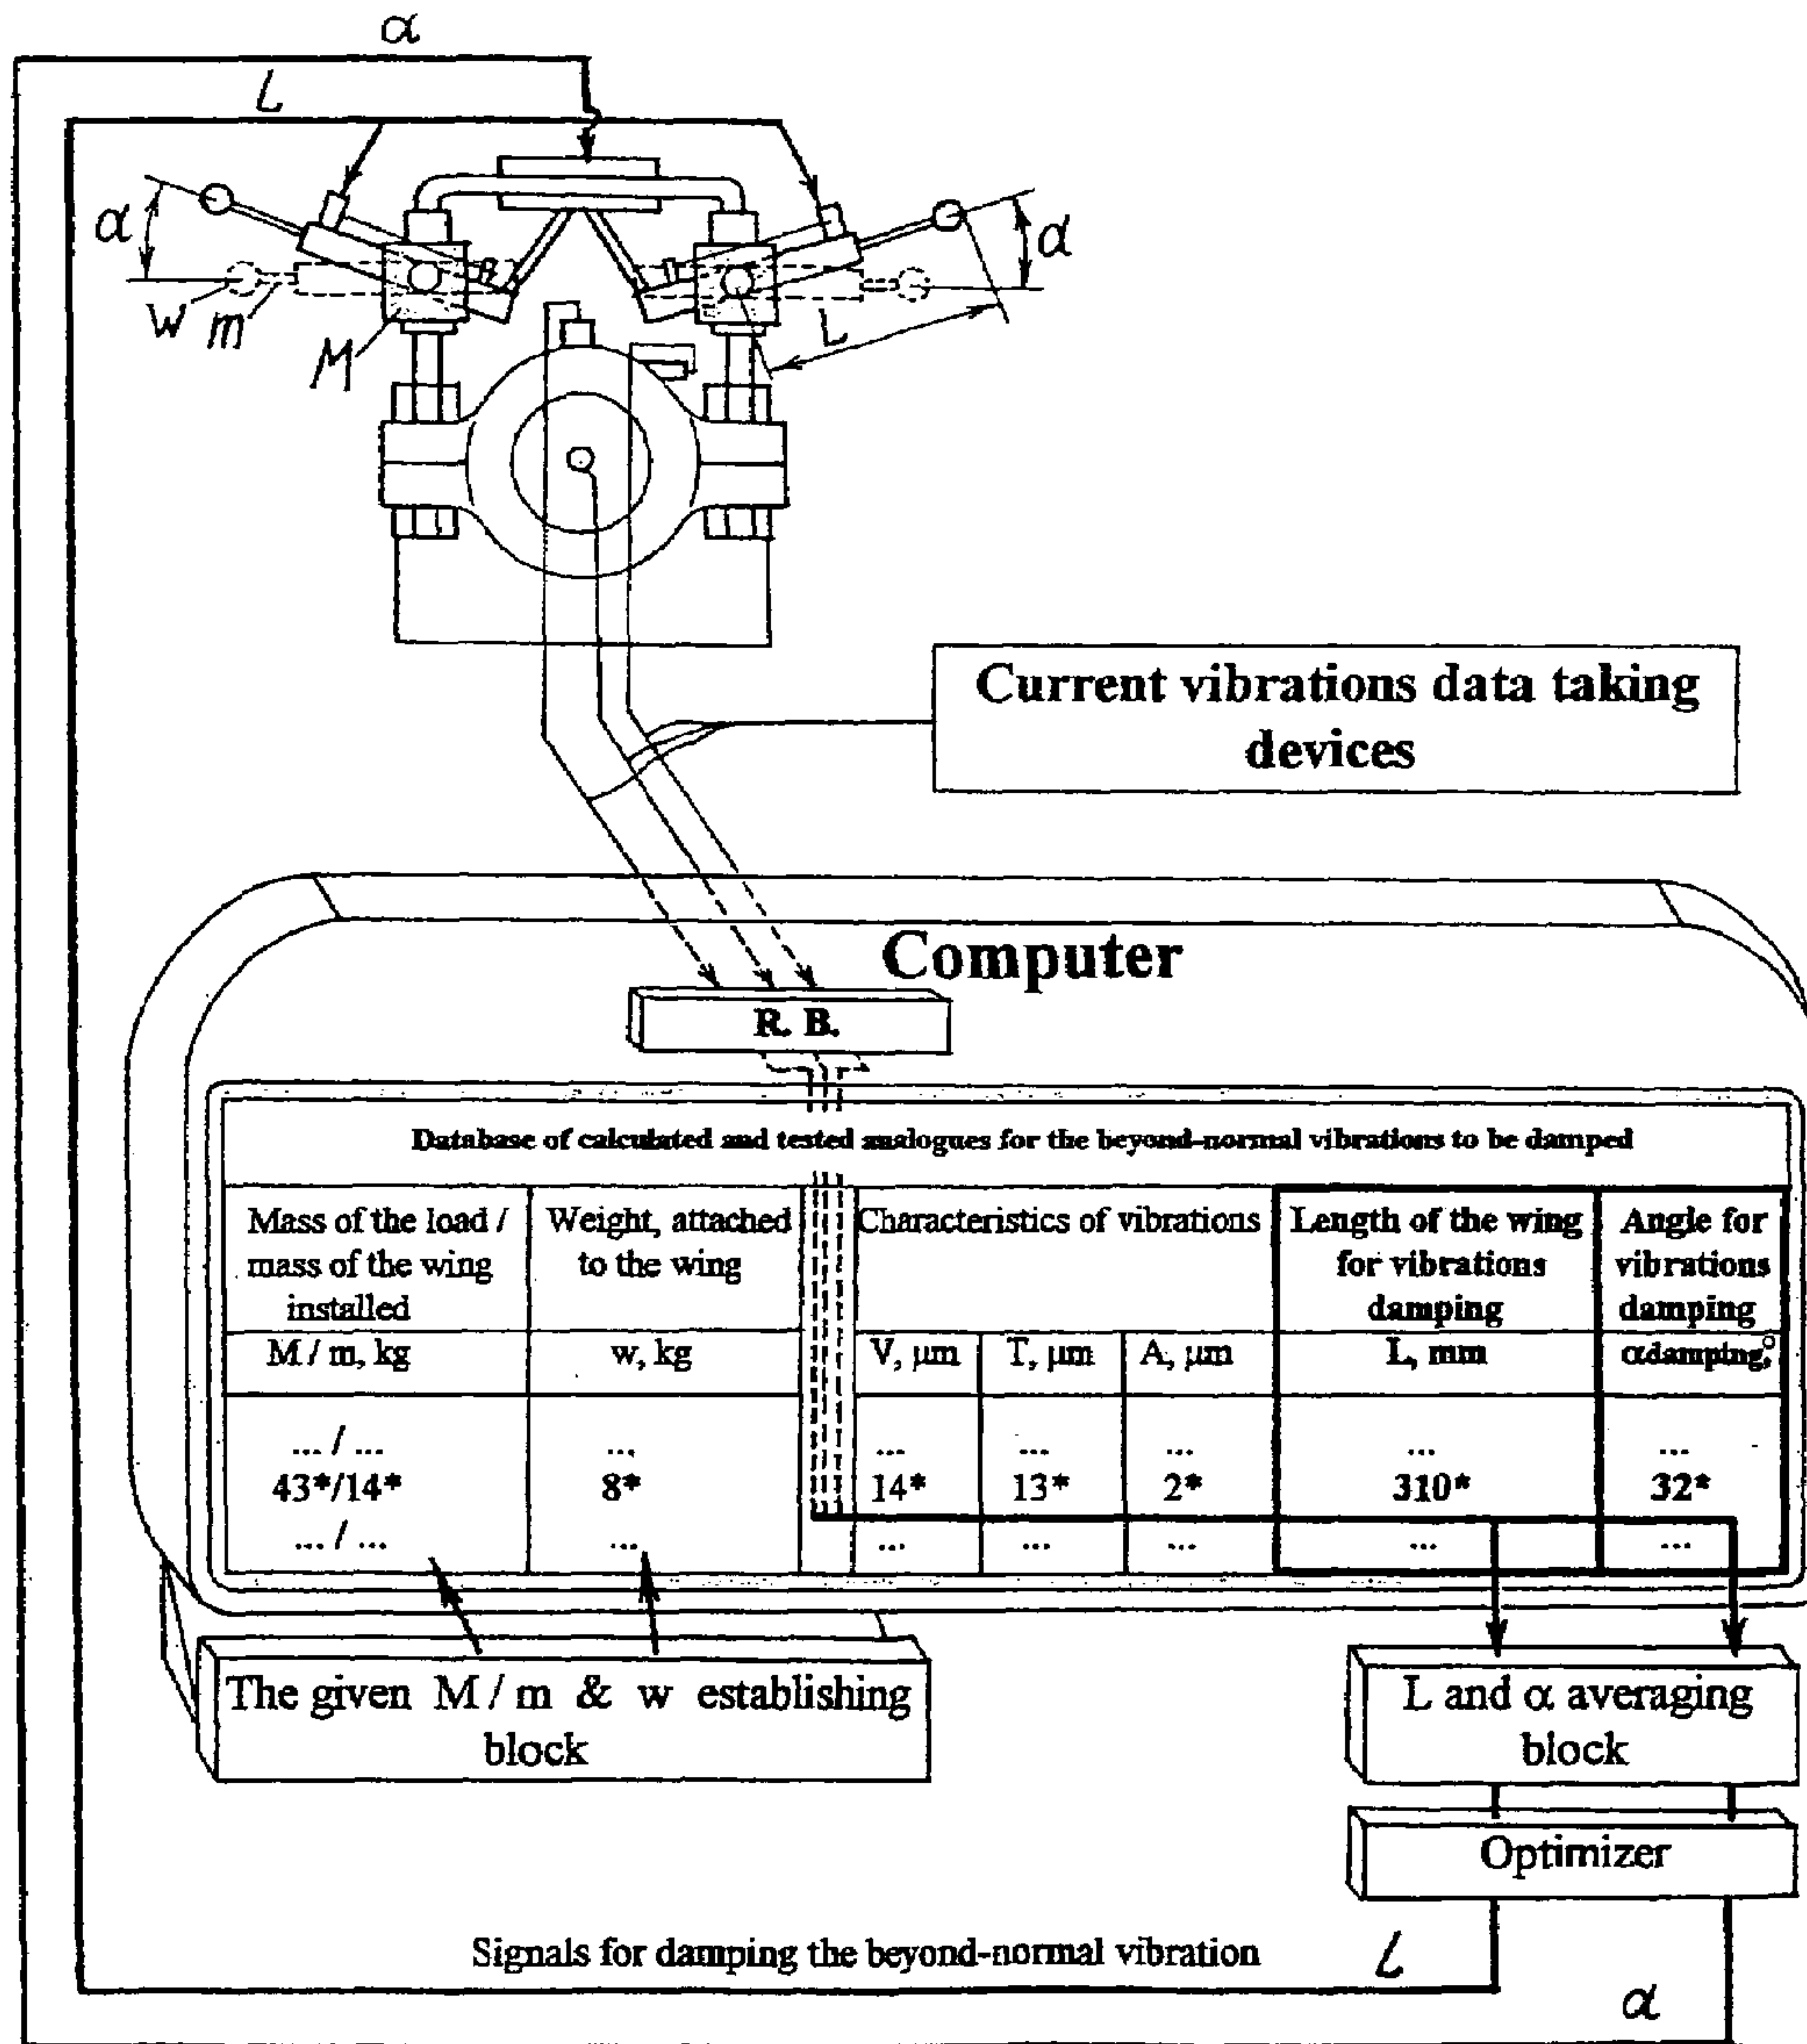 α
L
α
α
w
m
M
L
Current vibrations data taking
devices
Computer
R. B.
Database of calculated and tested analogues for the beyond-normal vibrations to be damped
Mass of the load /
mass of the wing
installed
Weight, attached
to the wing
Characteristics of vibrations
Length of the wing
for vibrations
damping
Angle for
vibrations
damping
M / m, kg
w, kg
V, μm
T, μm
A, μm
L, mm
αdamping,°
... / ...
...
...
...
...
...
...
43*/14*
8*
14*
13*
2*
310*
32*
... / ...
...
...
...
...
...
...
The given M / m & w establishing
block
L and α averaging
block
Optimizer
Signals for damping the beyond-normal vibration
L
α